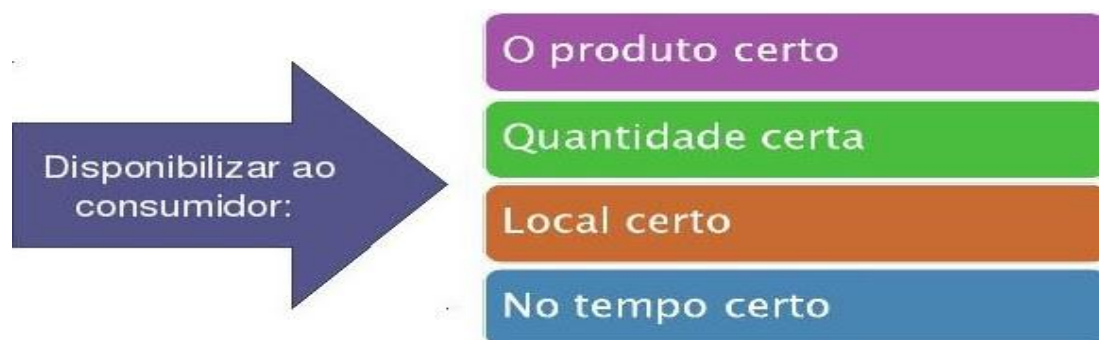 Disponibilizar ao
consumidor:
O produto certo
Quantidade certa
Local certo
No tempo certo